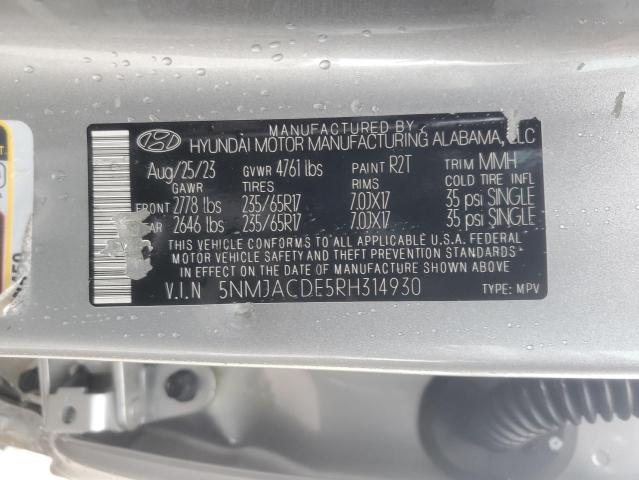 MANUFACTURED BY
HYUNDAI MOTOR MANUFACTURING ALABAMA, LLC
Aug/25/23 GVWR 4761 lbs PAINT R2T TRIM MMH
GAWR TIRES RIMS COLD TIRE INFL
FRONT 2778 lbs 235/65R17 7.0JX17 35 psi SINGLE
2646 lbs 235/65R17 7.0JX17 35 psi SINGLE
THIS VEHICLE CONFORMS TO ALL APPLICABLE U.S.A. FEDERAL
MOTOR VEHICLE SAFETY AND THEFT PREVENTION STANDARDS
IN EFFECT ON THE DATE OF MANUFACTURE SHOWN ABOVE.
V.I.N 5NMJACDE5RH314930 TYPE: MPV